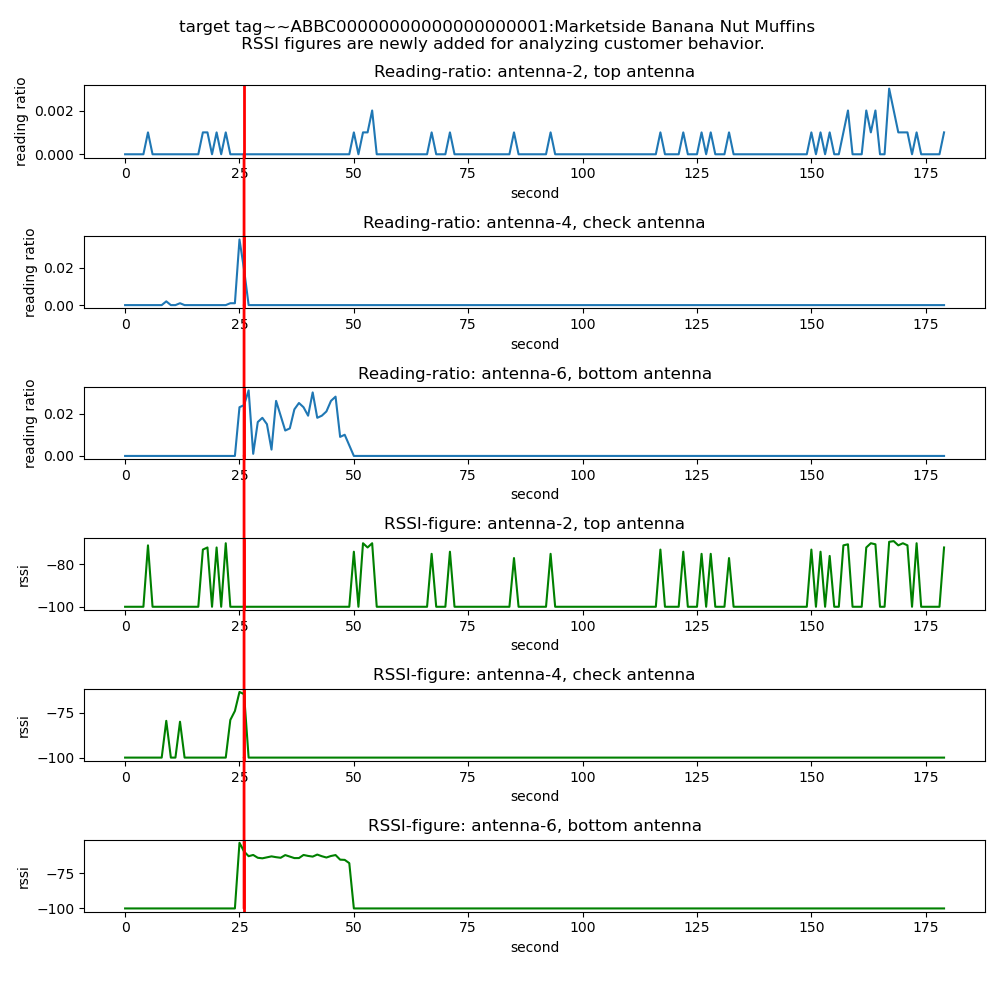 target tag~~ABBC00000000000000000001:Marketside Banana Nut Muffins
RSSI figures are newly added for analyzing customer behavior.
Reading-ratio: antenna-2, top antenna
reading ratio
0.002
0.000
0 25 50 75 100 125 150 175
second
Reading-ratio: antenna-4, check antenna
reading ratio
0.02
0.00
0 25 50 75 100 125 150 175
second
Reading-ratio: antenna-6, bottom antenna
reading ratio
0.02
0.00
0 25 50 75 100 125 150 175
second
RSSI-figure: antenna-2, top antenna
rssi
−80
−100
0 25 50 75 100 125 150 175
second
RSSI-figure: antenna-4, check antenna
rssi
−75
−100
0 25 50 75 100 125 150 175
second
RSSI-figure: antenna-6, bottom antenna
rssi
−75
−100
0 25 50 75 100 125 150 175
second